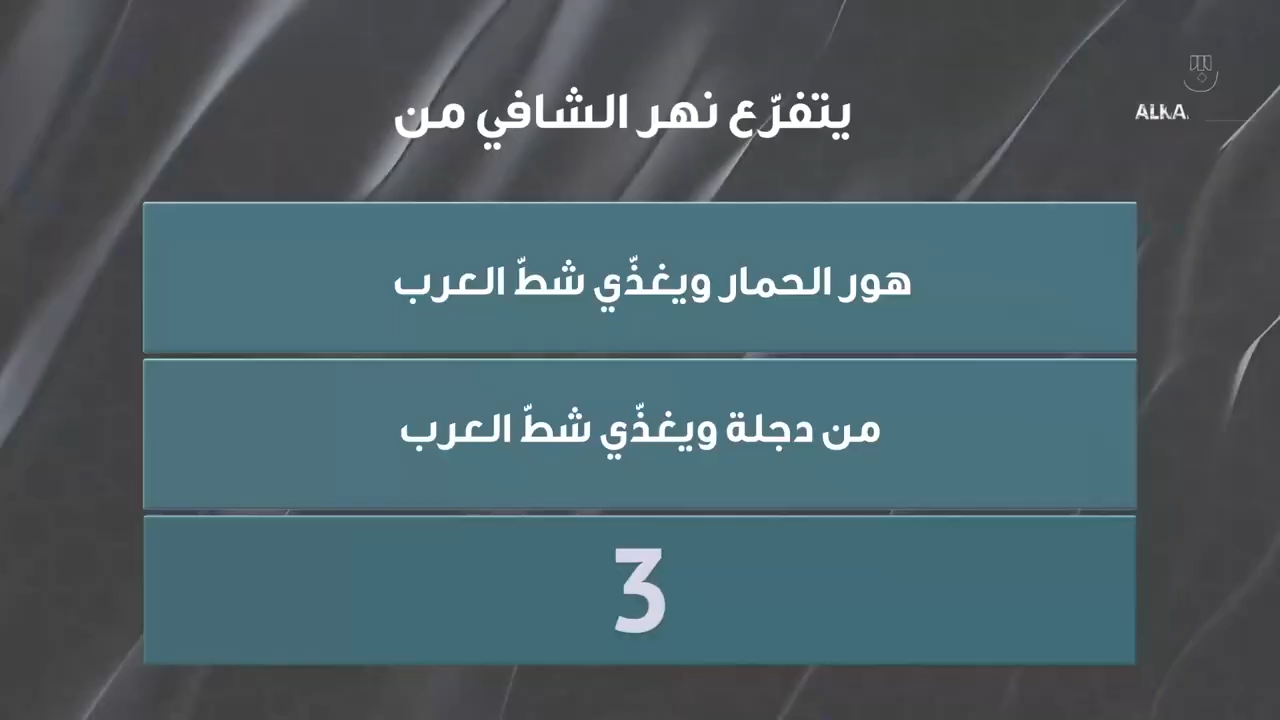 ALKA.
يتفرّع نهر الشافي من
هور الحمار ويغذّي شطّ العرب
من دجلة ويغذّي شطّ العرب
3